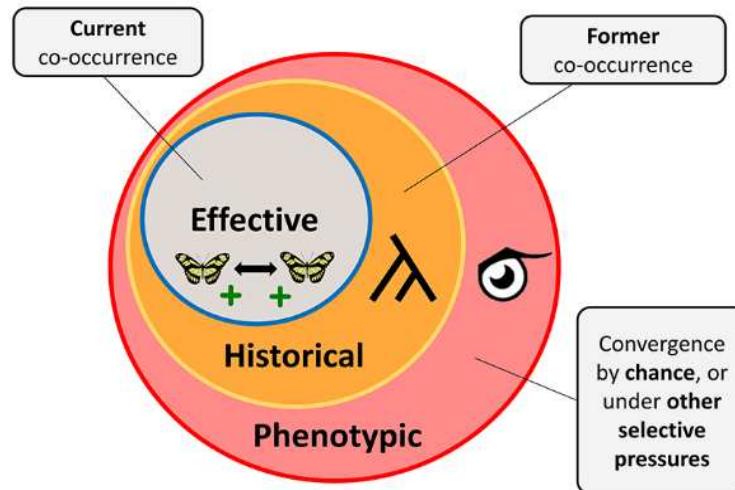 Current
co-occurrence
Former
co-occurrence
Effective
+ +
Historical
Phenotypic
Convergence
by chance, or
under other
selective
pressures